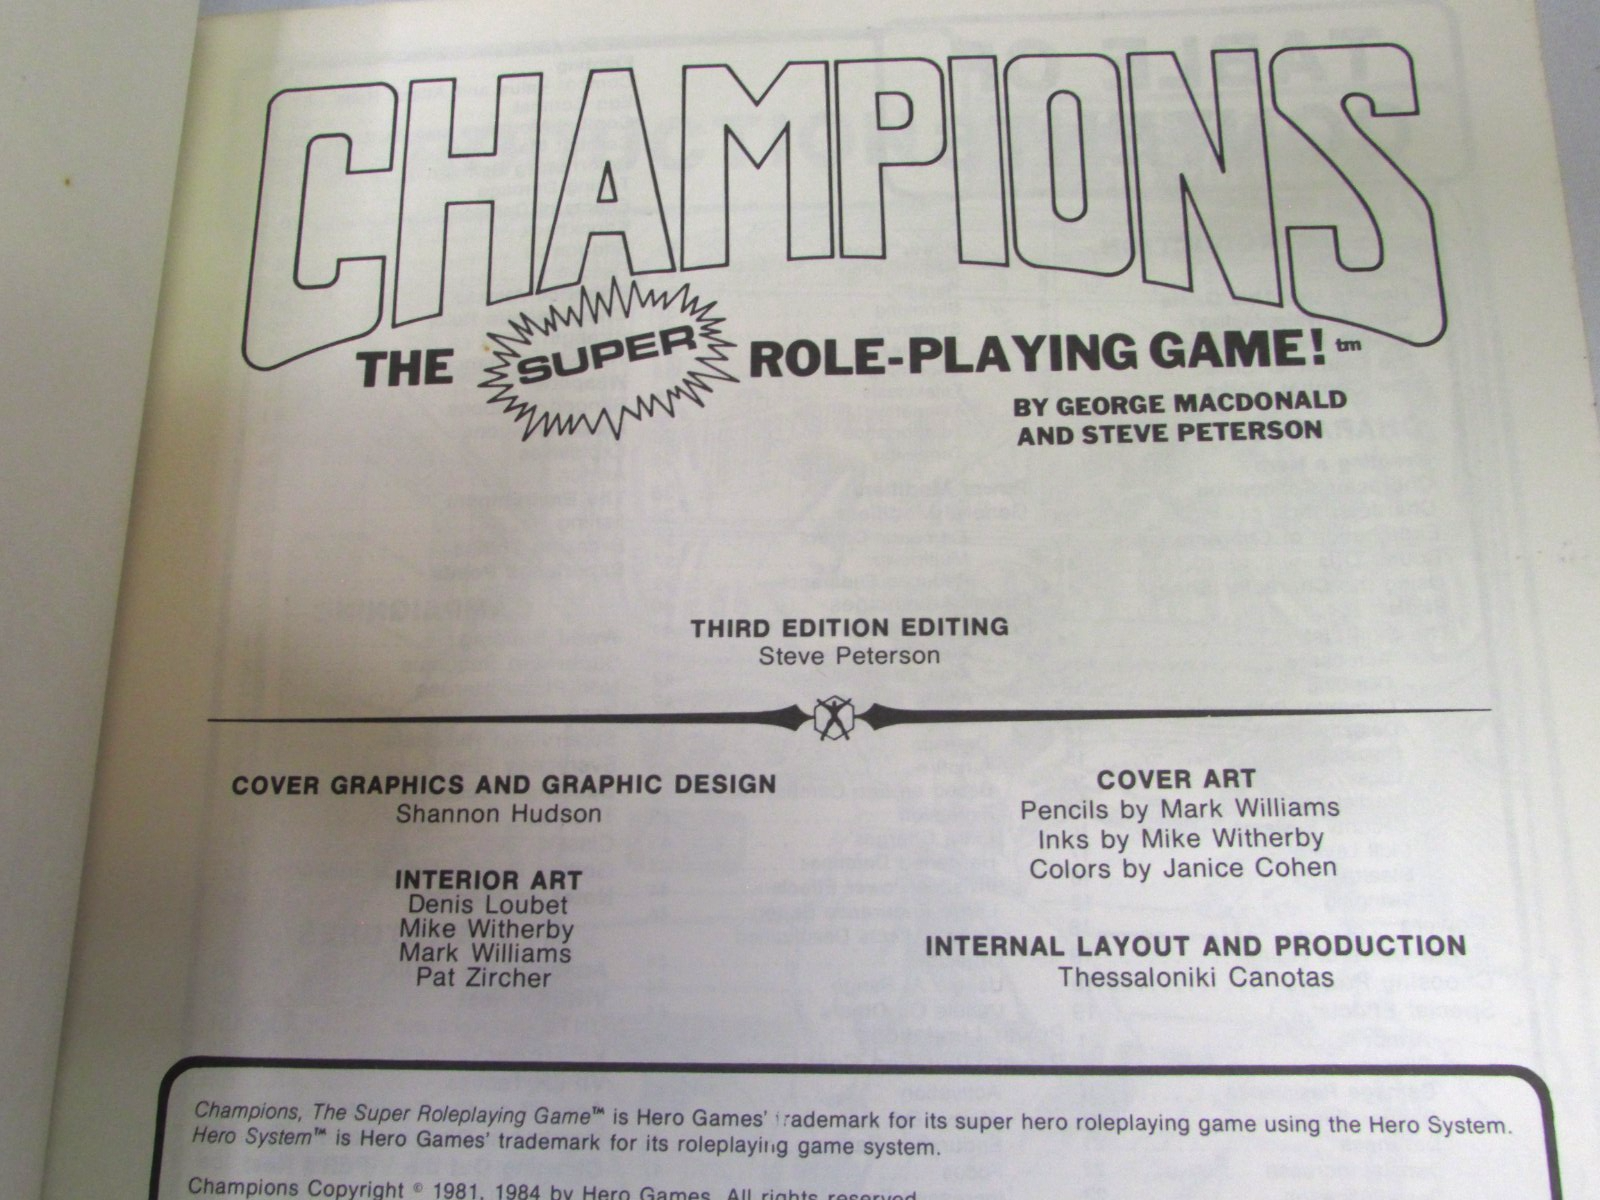 CHAMPIONS
THE SUPER ROLE-PLAYING GAME! tm
BY GEORGE MACDONALD
AND STEVE PETERSON
THIRD EDITION EDITING
Steve Peterson
COVER GRAPHICS AND GRAPHIC DESIGN
Shannon Hudson
INTERIOR ART
Denis Loubet
Mike Witherby
Mark Williams
Pat Zircher
COVER ART
Pencils by Mark Williams
Inks by Mike Witherby
Colors by Janice Cohen
INTERNAL LAYOUT AND PRODUCTION
Thessaloniki Canotas
Champions, The Super Roleplaying Game™ is Hero Games' trademark for its super hero roleplaying game using the Hero System.
Hero System™ is Hero Games' trademark for its roleplaying game system.
Champions Copyright © 1981, 1984 by Hero Games. All rights reserved.